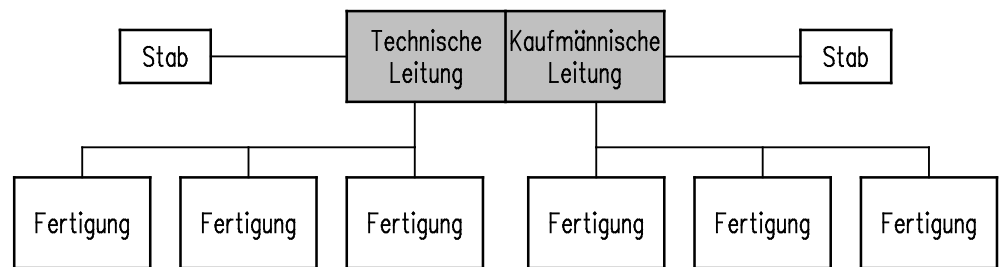 Stab
Technische
Leitung
Kaufmännische
Leitung
Stab
Fertigung
Fertigung
Fertigung
Fertigung
Fertigung
Fertigung